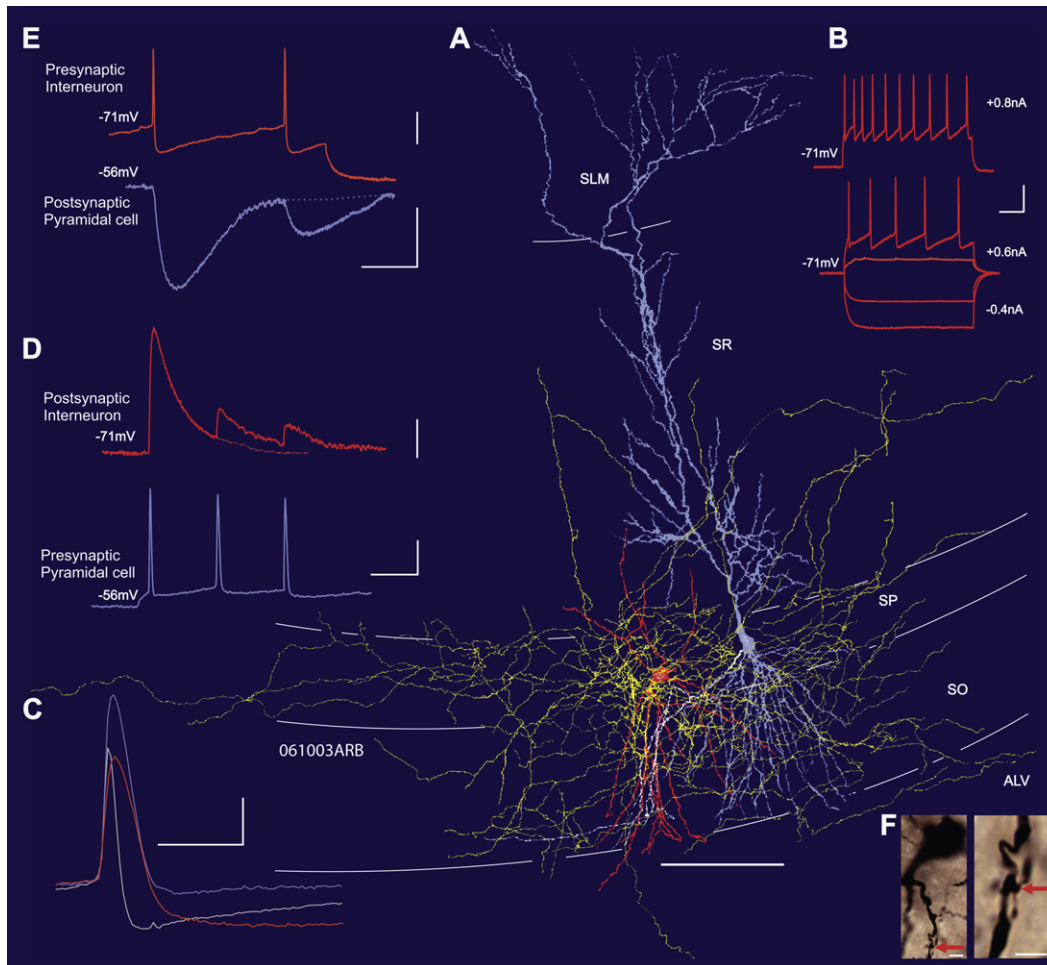 E
Presynaptic
Interneuron
-71mV
-56mV
Postsynaptic
Pyramidal cell
A
SLM
SR
SP
SO
ALV
B
+0.8nA
-71mV
+0.6nA
-71mV
-0.4nA
D
Postsynaptic
Interneuron
-71mV
Presynaptic
Pyramidal cell
-56mV
C
061003ARB
F